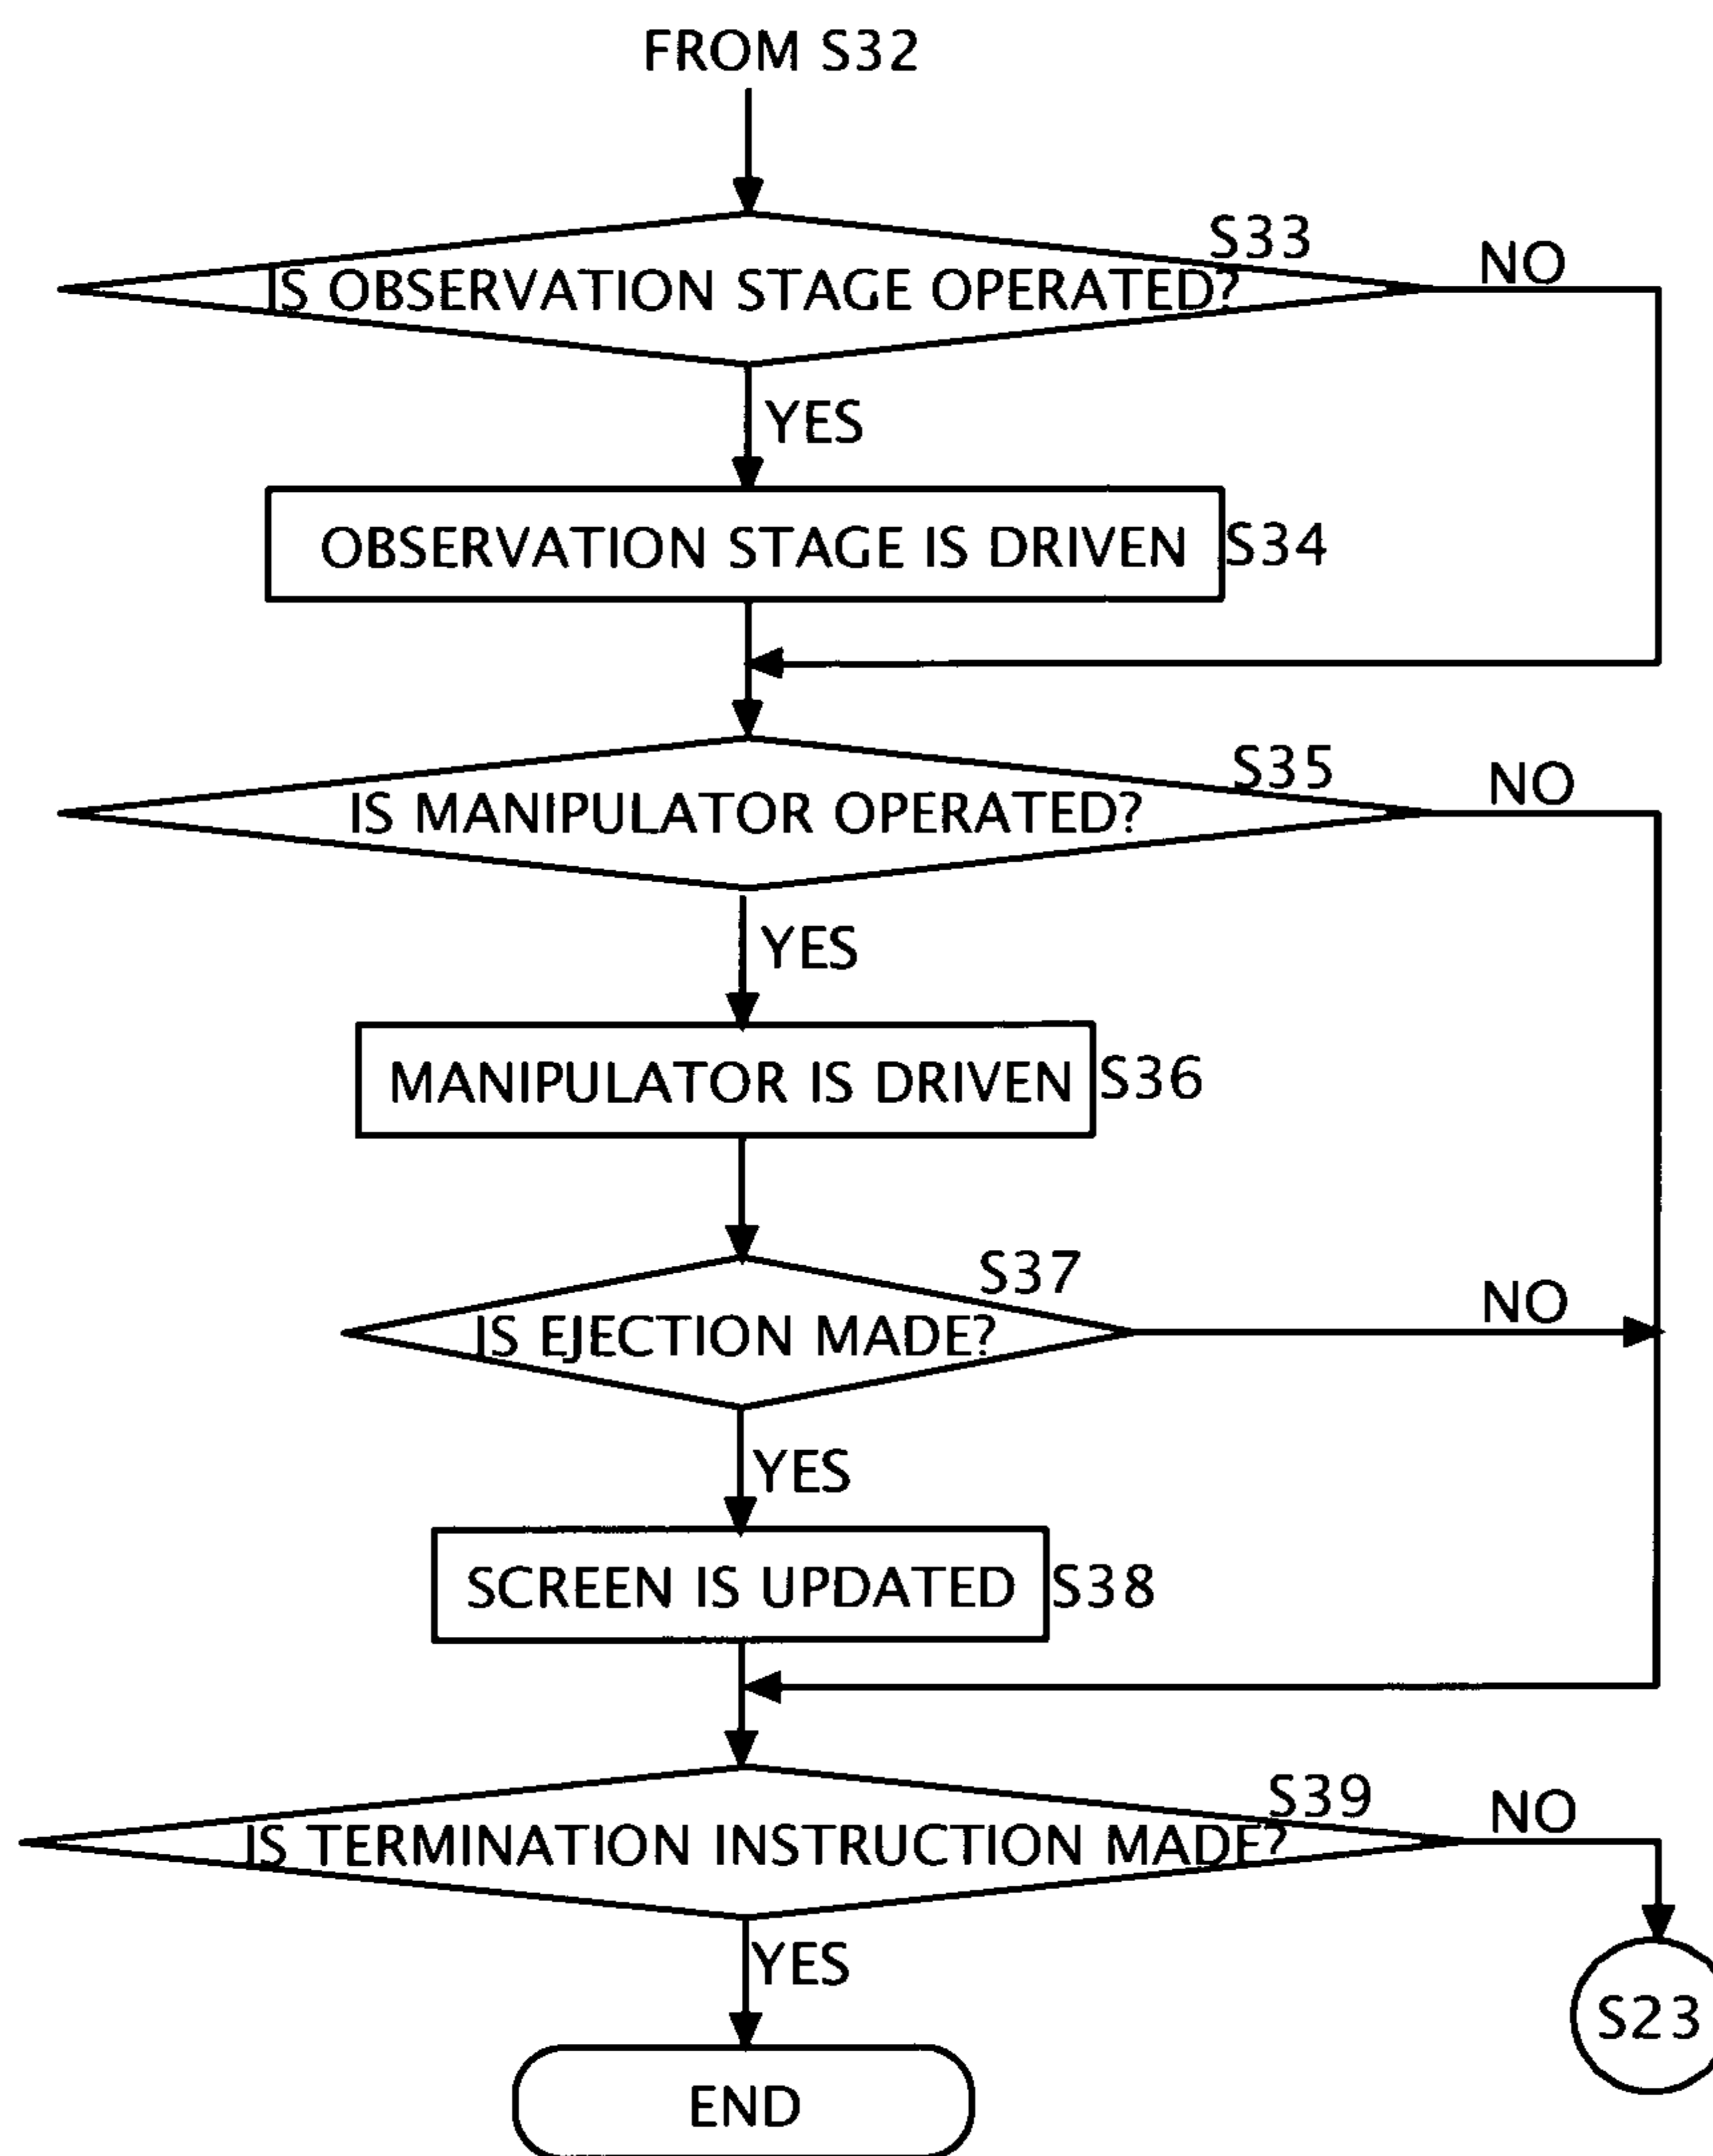 FROM S32
S33
NO
IS OBSERVATION STAGE OPERATED?
YES
OBSERVATION STAGE IS DRIVEN
S34
S35
NO
IS MANIPULATOR OPERATED?
YES
MANIPULATOR IS DRIVEN
S36
S37
NO
IS EJECTION MADE?
YES
SCREEN IS UPDATED
S38
S39
NO
IS TERMINATION INSTRUCTION MADE?
YES
S23
END